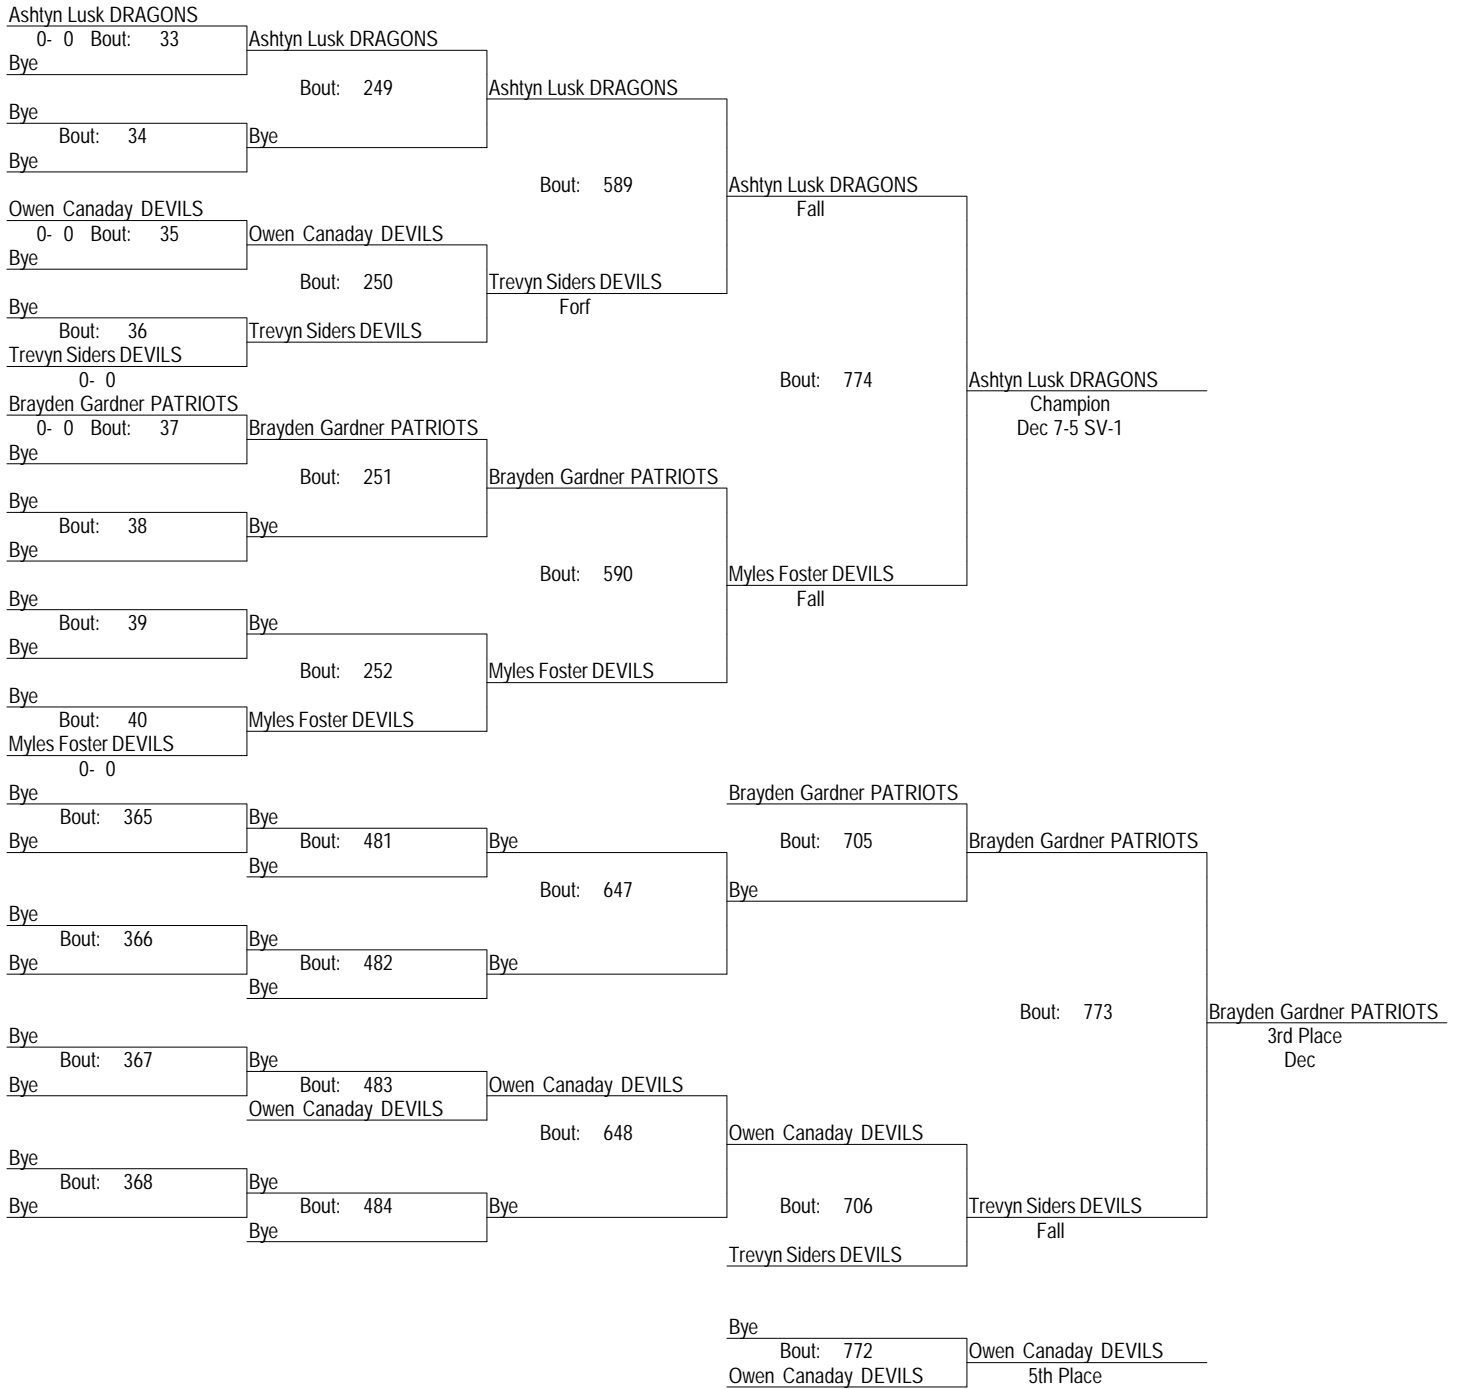 Ashtyn Lusk DRAGONS
0- 0 Bout: 33 Ashtyn Lusk DRAGONS
Bye
Bout: 249 Ashtyn Lusk DRAGONS
Bye
Bout: 34 Bye
Bye
Bout: 589 Ashtyn Lusk DRAGONS
Fall
Owen Canaday DEVILS
0- 0 Bout: 35 Owen Canaday DEVILS
Bye
Bout: 250 Trevyn Siders DEVILS
Forf
Bye
Bout: 36 Trevyn Siders DEVILS
Trevyn Siders DEVILS
0- 0
Bout: 774 Ashtyn Lusk DRAGONS
Champion
Dec 7-5 SV-1
Brayden Gardner PATRIOTS
0- 0 Bout: 37 Brayden Gardner PATRIOTS
Bye
Bout: 251 Brayden Gardner PATRIOTS
Bye
Bout: 38 Bye
Bye
Bout: 590 Myles Foster DEVILS
Fall
Bye
Bout: 39 Bye
Bye
Bout: 252 Myles Foster DEVILS
Bye
Bout: 40 Myles Foster DEVILS
Myles Foster DEVILS
0- 0
Bye
Brayden Gardner PATRIOTS
Bout: 365 Bye
Bye
Bout: 481 Bye
Bout: 705 Brayden Gardner PATRIOTS
Bye
Bout: 647 Bye
Bye
Bout: 366 Bye
Bye
Bout: 482 Bye
Bye
Bout: 773 Brayden Gardner PATRIOTS
3rd Place
Dec
Bye
Bout: 367 Bye
Bye
Bout: 483 Owen Canaday DEVILS
Owen Canaday DEVILS
Bout: 648 Owen Canaday DEVILS
Bye
Bout: 368 Bye
Bye
Bout: 484 Bye
Bout: 706 Trevyn Siders DEVILS
Fall
Bye
Trevyn Siders DEVILS
Bye
Bout: 772 Owen Canaday DEVILS
Owen Canaday DEVILS
5th Place